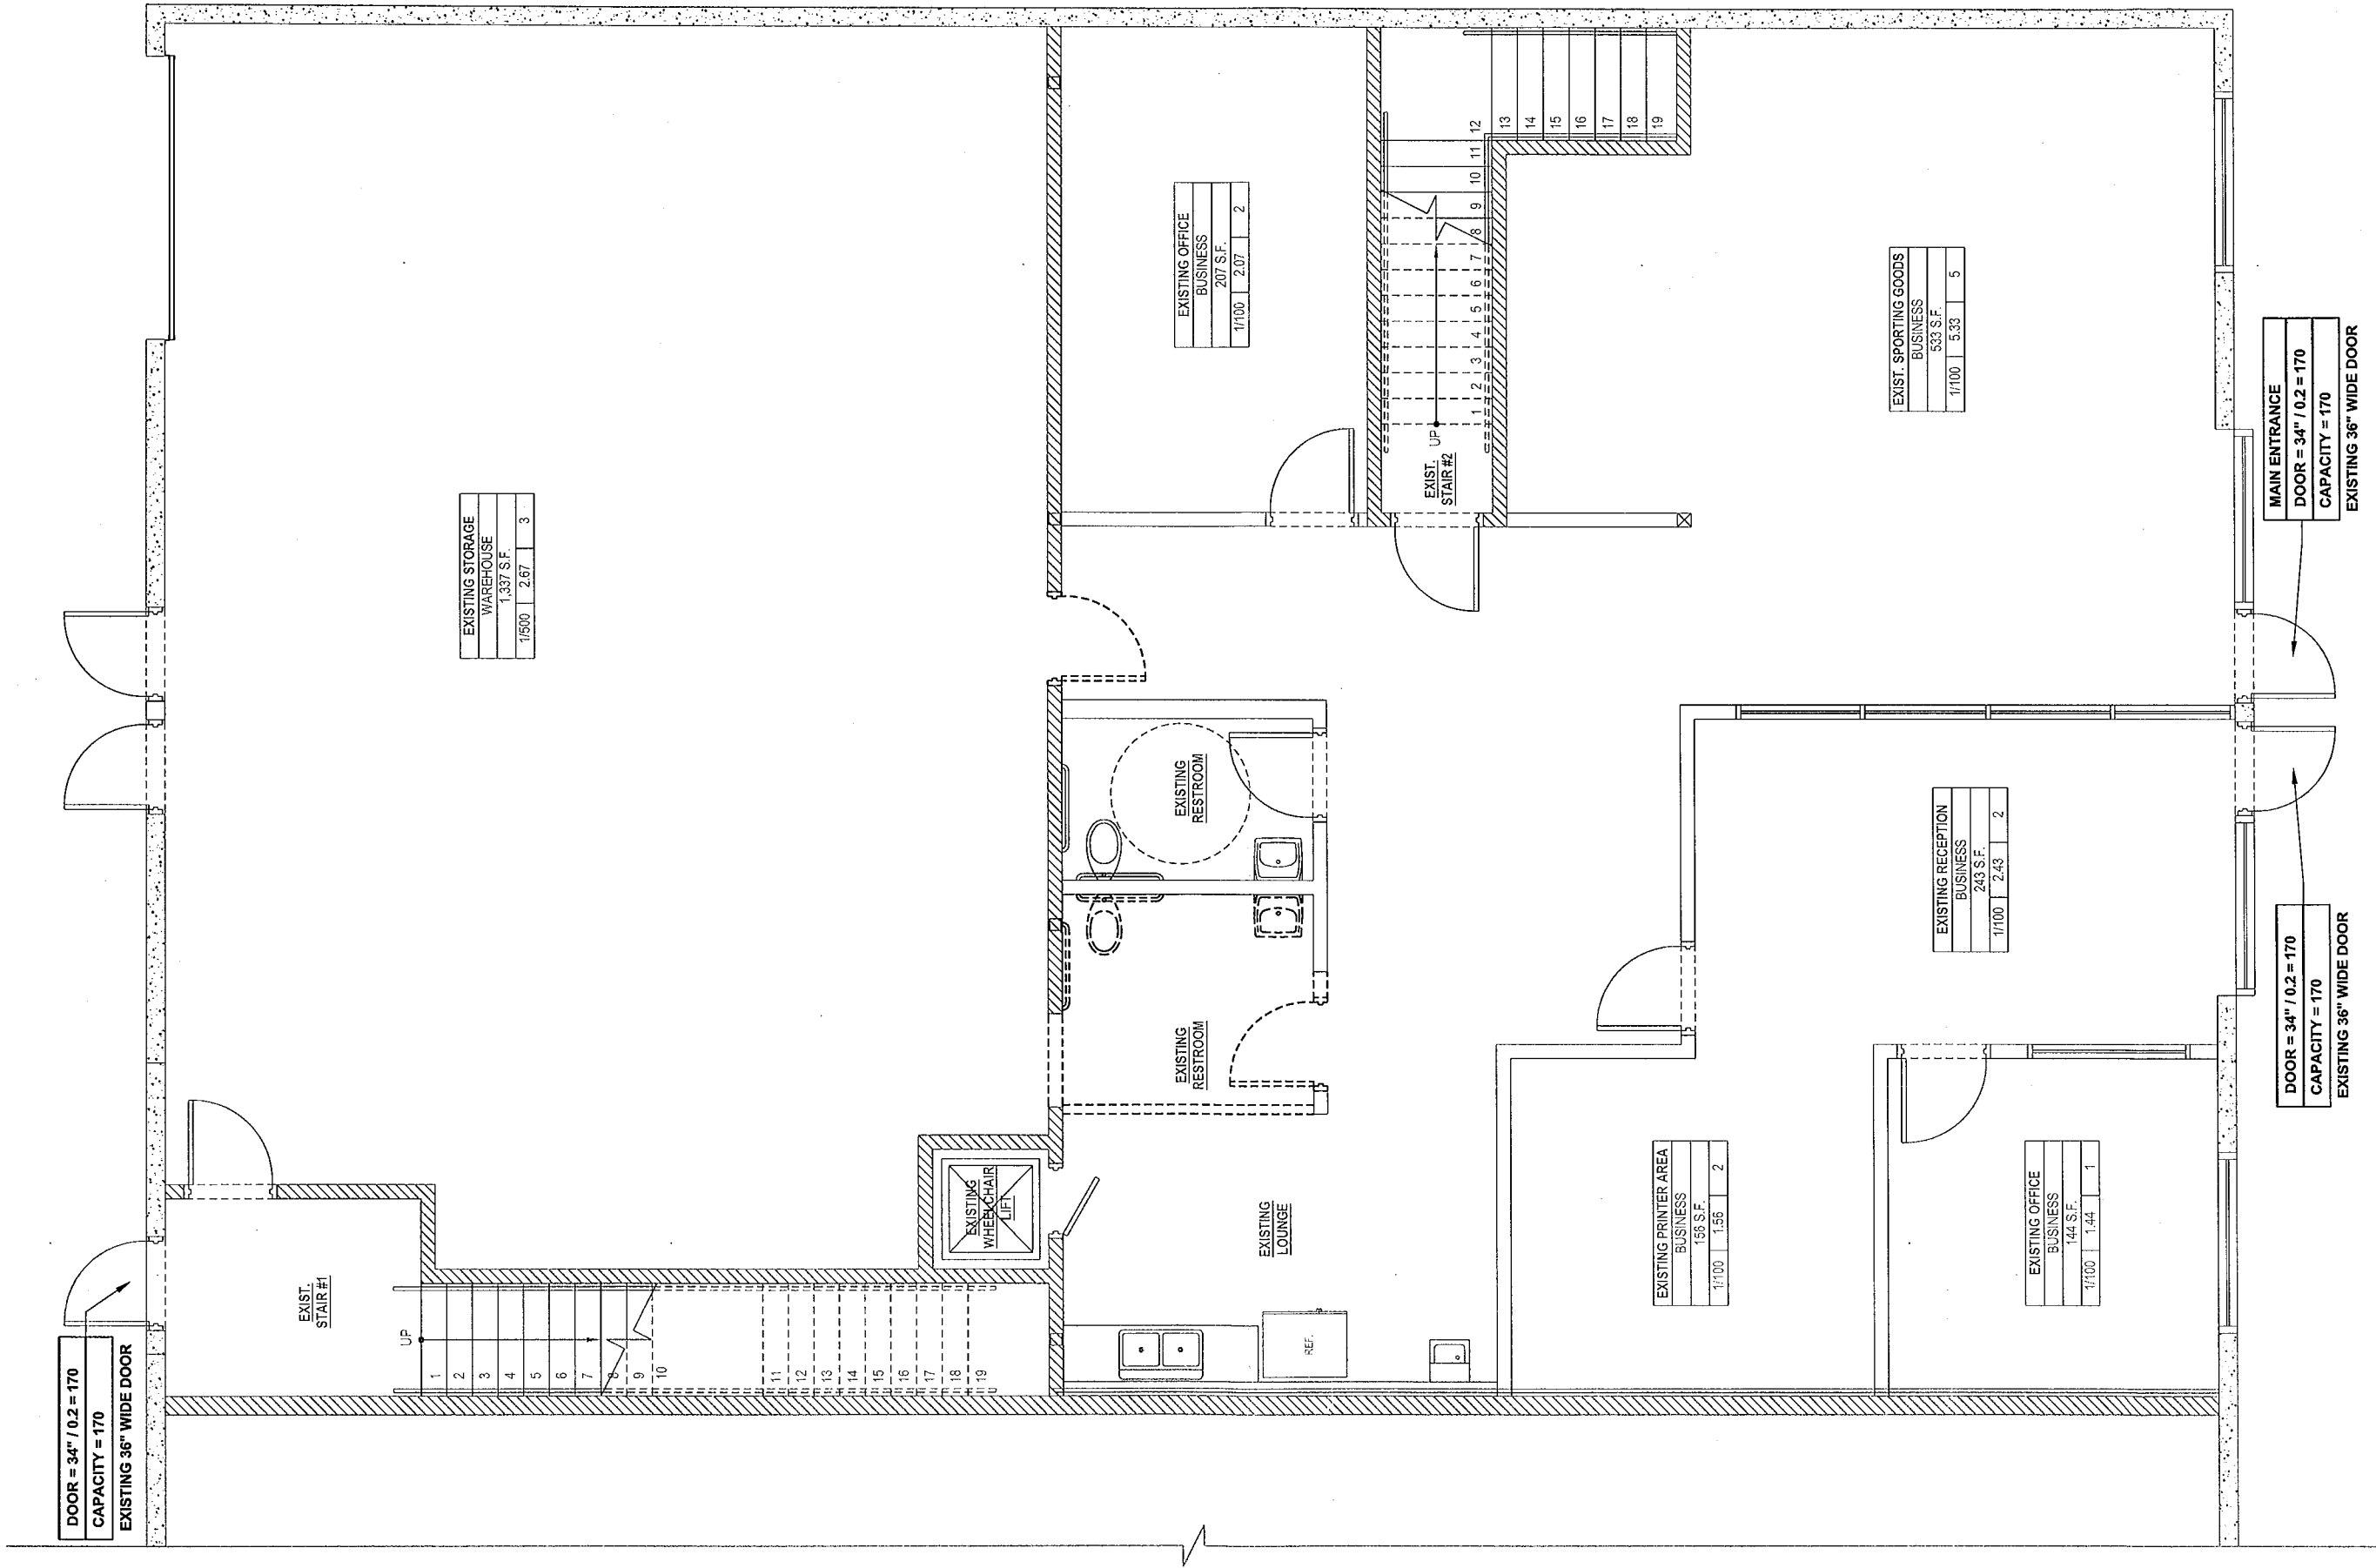 DOOR = 34" / 0.2 = 170
CAPACITY = 170
EXISTING 36" WIDE DOOR
EXIST.
STAIR #1
UP
1
2
3
4
5
6
7
8
9
10
11
12
13
14
15
16
17
18
19
EXISTING STORAGE
WAREHOUSE
1,337 S.F.
1/500 2.67 3
EXISTING
WHEELCHAIR
LIFT
EXISTING
RESTROOM
EXISTING
RESTROOM
EXISTING OFFICE
BUSINESS
207 S.F.
1/100 2.07 2
EXISTING
LOUNGE
REF.
EXIST.
STAIR #2
UP
1 2 3 4 5 6 7 8 9 10 11 12
13
14
15
16
17
18
19
EXISTING PRINTER AREA
BUSINESS
156 S.F.
1/100 1.56 2
EXIST. SPORTING GOODS
BUSINESS
533 S.F.
1/100 5.33 5
EXISTING RECEPTION
BUSINESS
243 S.F.
1/100 2.43 2
EXISTING OFFICE
BUSINESS
144 S.F.
1/100 1.44 1
DOOR = 34" / 0.2 = 170
CAPACITY = 170
EXISTING 36" WIDE DOOR
MAIN ENTRANCE
DOOR = 34" / 0.2 = 170
CAPACITY = 170
EXISTING 36" WIDE DOOR